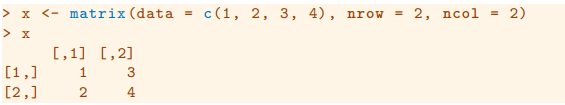 > x <- matrix(data = c(1, 2, 3, 4), nrow = 2, ncol = 2)
> x
     [,1] [,2]
[1,]    1    3
[2,]    2    4